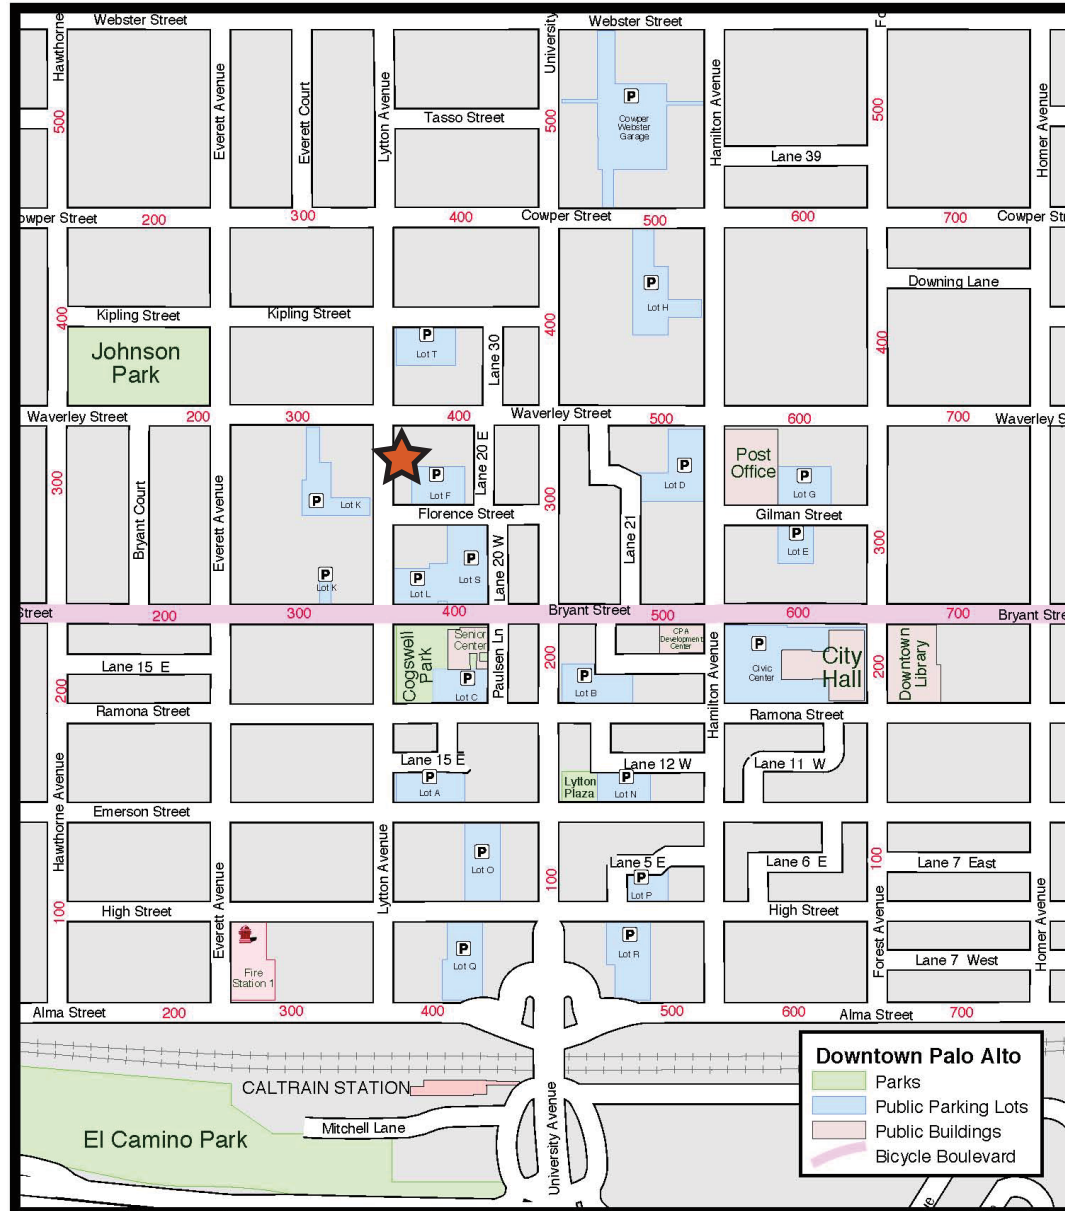 Webster Street
Webster Street
Hawthorne
Everett Avenue
Everett Court
Lytton Avenue
University
Hamilton Avenue
Homer Avenue
500
500
500
P
Cowper
Webster
Garage
Tasso Street
Lane 39
owper Street
200
300
400
Cowper Street
500
600
700
Cowper Str
P
Lot H
Downing Lane
Kipling Street
Kipling Street
400
400
400
Johnson
Park
P
Lot T
Lane 30
Waverley Street
200
300
400
Waverley Street
500
600
700
Waverley S
300
Bryant Court
Everett Avenue
P
Lot K
P
Lot K
P
Lot F
Lane 20 E
300
Lane 21
P
Lot D
Post
Office
P
Lot G
Florence Street
Gilman Street
P
Lot E
300
P
Lot S
P
Lot L
Lane 20 W
Street
200
300
400
Bryant Street
500
600
700
Bryant Str
Lane 15 E
200
Cogswell
Park
Senior
Center
P
Lot C
Paulsen Ln
200
CPA
Development
Center
P
Lot B
Hamilton Avenue
P
Civic
Center
City
Hall
200
Downtown
Library
Ramona Street
Ramona Street
Lane 15 E
P
Lot A
Lane 12 W
Lytton
Plaza
P
Lot N
Lane 11 W
Hawthorne Avenue
Emerson Street
Lytton Avenue
P
Lot O
100
Lane 5 E
P
Lot P
Lane 6 E
100
Lane 7 East
High Street
High Street
100
Everett Avenue
Fire
Station 1
P
Lot Q
P
Lot R
Forest Avenue
Lane 7 West
Homer Avenue
Alma Street
200
300
400
500
600
Alma Street
700
CALTRAIN STATION
Mitchell Lane
El Camino Park
University Avenue
Downtown Palo Alto
Parks
Public Parking Lots
Public Buildings
Bicycle Boulevard